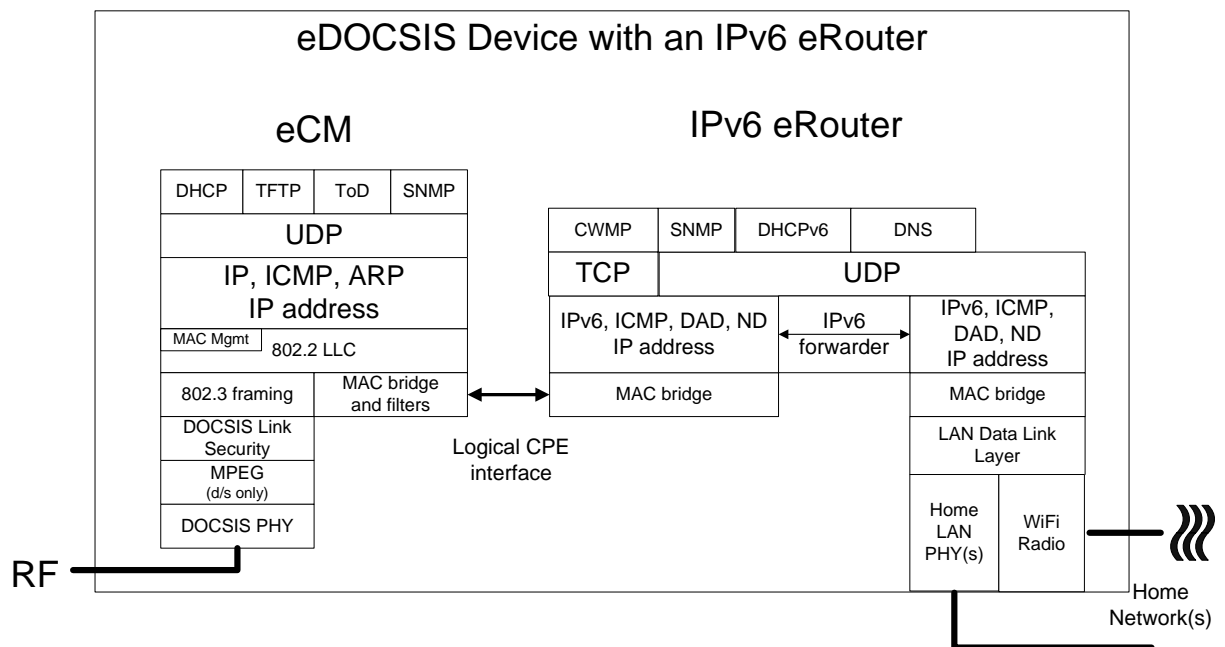 eDOCSIS Device with an IPv6 eRouter
eCM
IPv6 eRouter
DHCP
TFTP
ToD
SNMP
UDP
IP, ICMP, ARP
IP address
MAC Mgmt
802.2 LLC
802.3 framing
MAC bridge
and filters
DOCSIS Link
Security
MPEG
(d/s only)
DOCSIS PHY
RF
Logical CPE
interface
CWMP
SNMP
DHCPv6
DNS
TCP
UDP
IPv6, ICMP, DAD, ND
IP address
IPv6
forwarder
IPv6, ICMP,
DAD, ND
IP address
MAC bridge
MAC bridge
LAN Data Link
Layer
Home
LAN
PHY(s)
WiFi
Radio
Home
Network(s)